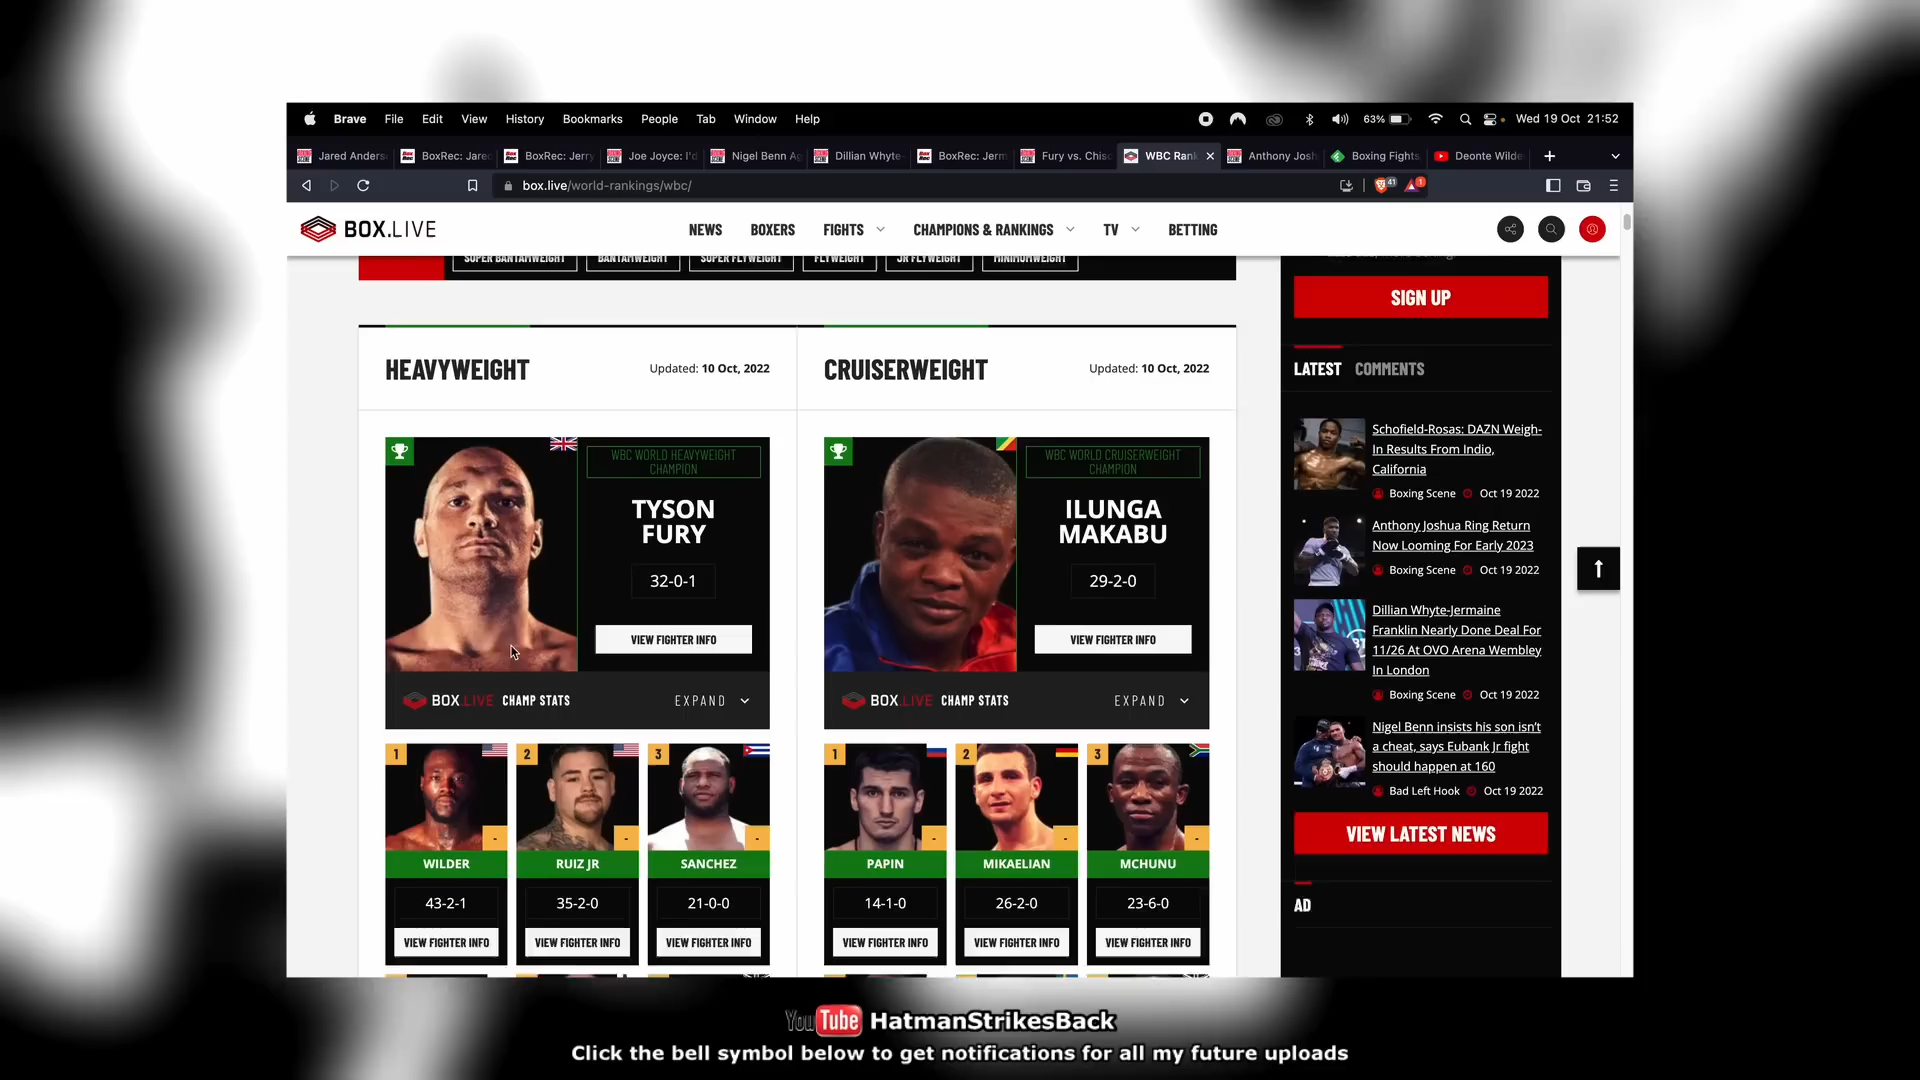 Brave File Edit View History Bookmarks People Tab Window Help 63% Wed 19 Oct 21:52
Jared Anders BoxRec: Jare BoxRec: Jerry Joe Joyce: I'd Nigel Benn Ag Dillian Whyte- BoxRec: Jerm Fury vs. Chiso WBC Rank Anthony Josh Boxing Fights Deonte Wilde
box.live/world-rankings/wbc/ 41 1
BOX.LIVE NEWS BOXERS FIGHTS CHAMPIONS & RANKINGS TV BETTING
SUPER BANTAMWEIGHT BANTAMWEIGHT SUPER FLYWEIGHT FLYWEIGHT JR FLYWEIGHT MINIMUMWEIGHT
HEAVYWEIGHT Updated: 10 Oct, 2022
WBC WORLD HEAVYWEIGHT
CHAMPION
TYSON
FURY
32-0-1
VIEW FIGHTER INFO
BOX.LIVE CHAMP STATS EXPAND
1 2 3
- - -
WILDER RUIZ JR SANCHEZ
43-2-1 35-2-0 21-0-0
VIEW FIGHTER INFO VIEW FIGHTER INFO VIEW FIGHTER INFO
CRUISERWEIGHT Updated: 10 Oct, 2022
WBC WORLD CRUISERWEIGHT
CHAMPION
ILUNGA
MAKABU
29-2-0
VIEW FIGHTER INFO
BOX.LIVE CHAMP STATS EXPAND
1 2 3
- - -
PAPIN MIKAELIAN MCHUNU
14-1-0 26-2-0 23-6-0
VIEW FIGHTER INFO VIEW FIGHTER INFO VIEW FIGHTER INFO
SIGN UP
LATEST COMMENTS
Schofield-Rosas: DAZN Weigh-
In Results From Indio,
California
Boxing Scene Oct 19 2022
Anthony Joshua Ring Return
Now Looming For Early 2023
Boxing Scene Oct 19 2022
Dillian Whyte-Jermaine
Franklin Nearly Done Deal For
11/26 At OVO Arena Wembley
In London
Boxing Scene Oct 19 2022
Nigel Benn insists his son isn't
a cheat, says Eubank Jr fight
should happen at 160
Bad Left Hook Oct 19 2022
VIEW LATEST NEWS
AD
YouTube HatmanStrikesBack
Click the bell symbol below to get notifications for all my future uploads